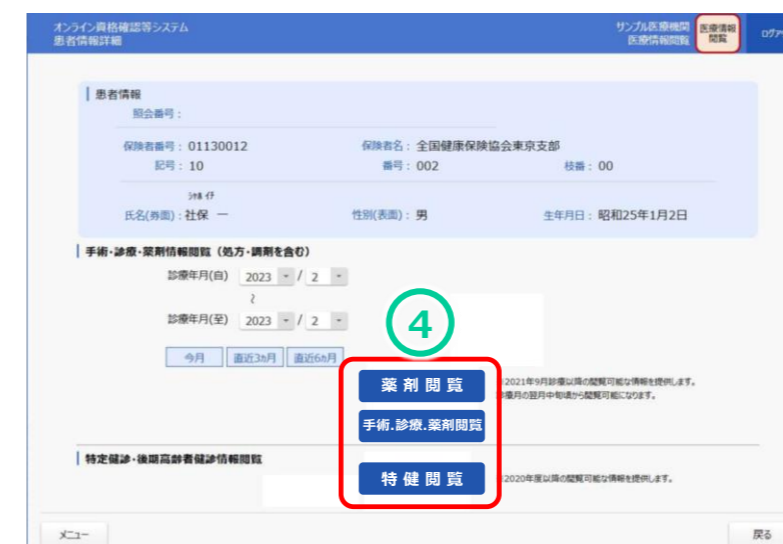 オンライン資格確認等システム
患者情報詳細
サンプル医療機関
医療情報閲覧
医療情報
閲覧
ログア
患者情報
照会番号：
保険者番号：01130012
保険者名：全国健康保険協会東京支部
記号：10
番号：002
枝番：00
氏名(券面)：社保 一
性別(表面)：男
生年月日：昭和25年1月2日
手術・診療・薬剤情報閲覧（処方・調剤を含む）
診療年月(自) 2023 / 2
～
診療年月(至) 2023 / 2
④
今月 直近3カ月 直近6カ月
薬剤閲覧
2021年9月診療以降の閲覧可能な情報を提供します。
診療月の翌月中旬頃から閲覧可能になります。
手術.診療.薬剤閲覧
特定健診・後期高齢者健診情報閲覧
特健閲覧
2020年度以降の閲覧可能な情報を提供します。
メニュー
戻る